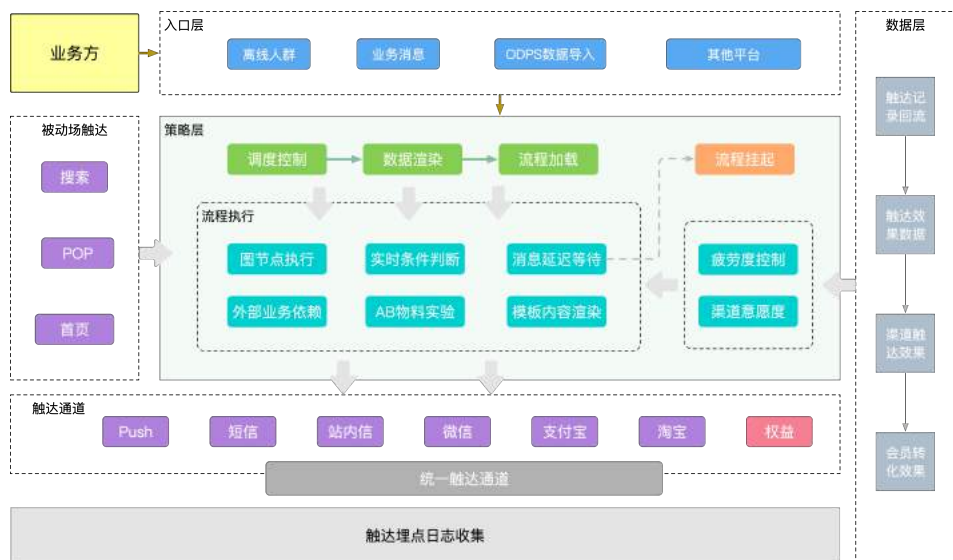 业务方
入口层
离线人群
业务消息
ODPS数据导入
其他平台
数据层
触达记
录回流
触达效
果数据
渠道触
达效果
会员转
化效果
被动场触达
搜索
POP
首页
策略层
调度控制
数据渲染
流程加载
流程挂起
流程执行
图节点执行
实时条件判断
消息延迟等待
外部业务依赖
AB物料实验
模板内容渲染
疲劳度控制
渠道意愿度
触达通道
Push
短信
站内信
微信
支付宝
淘宝
权益
统一触达通道
触达埋点日志收集